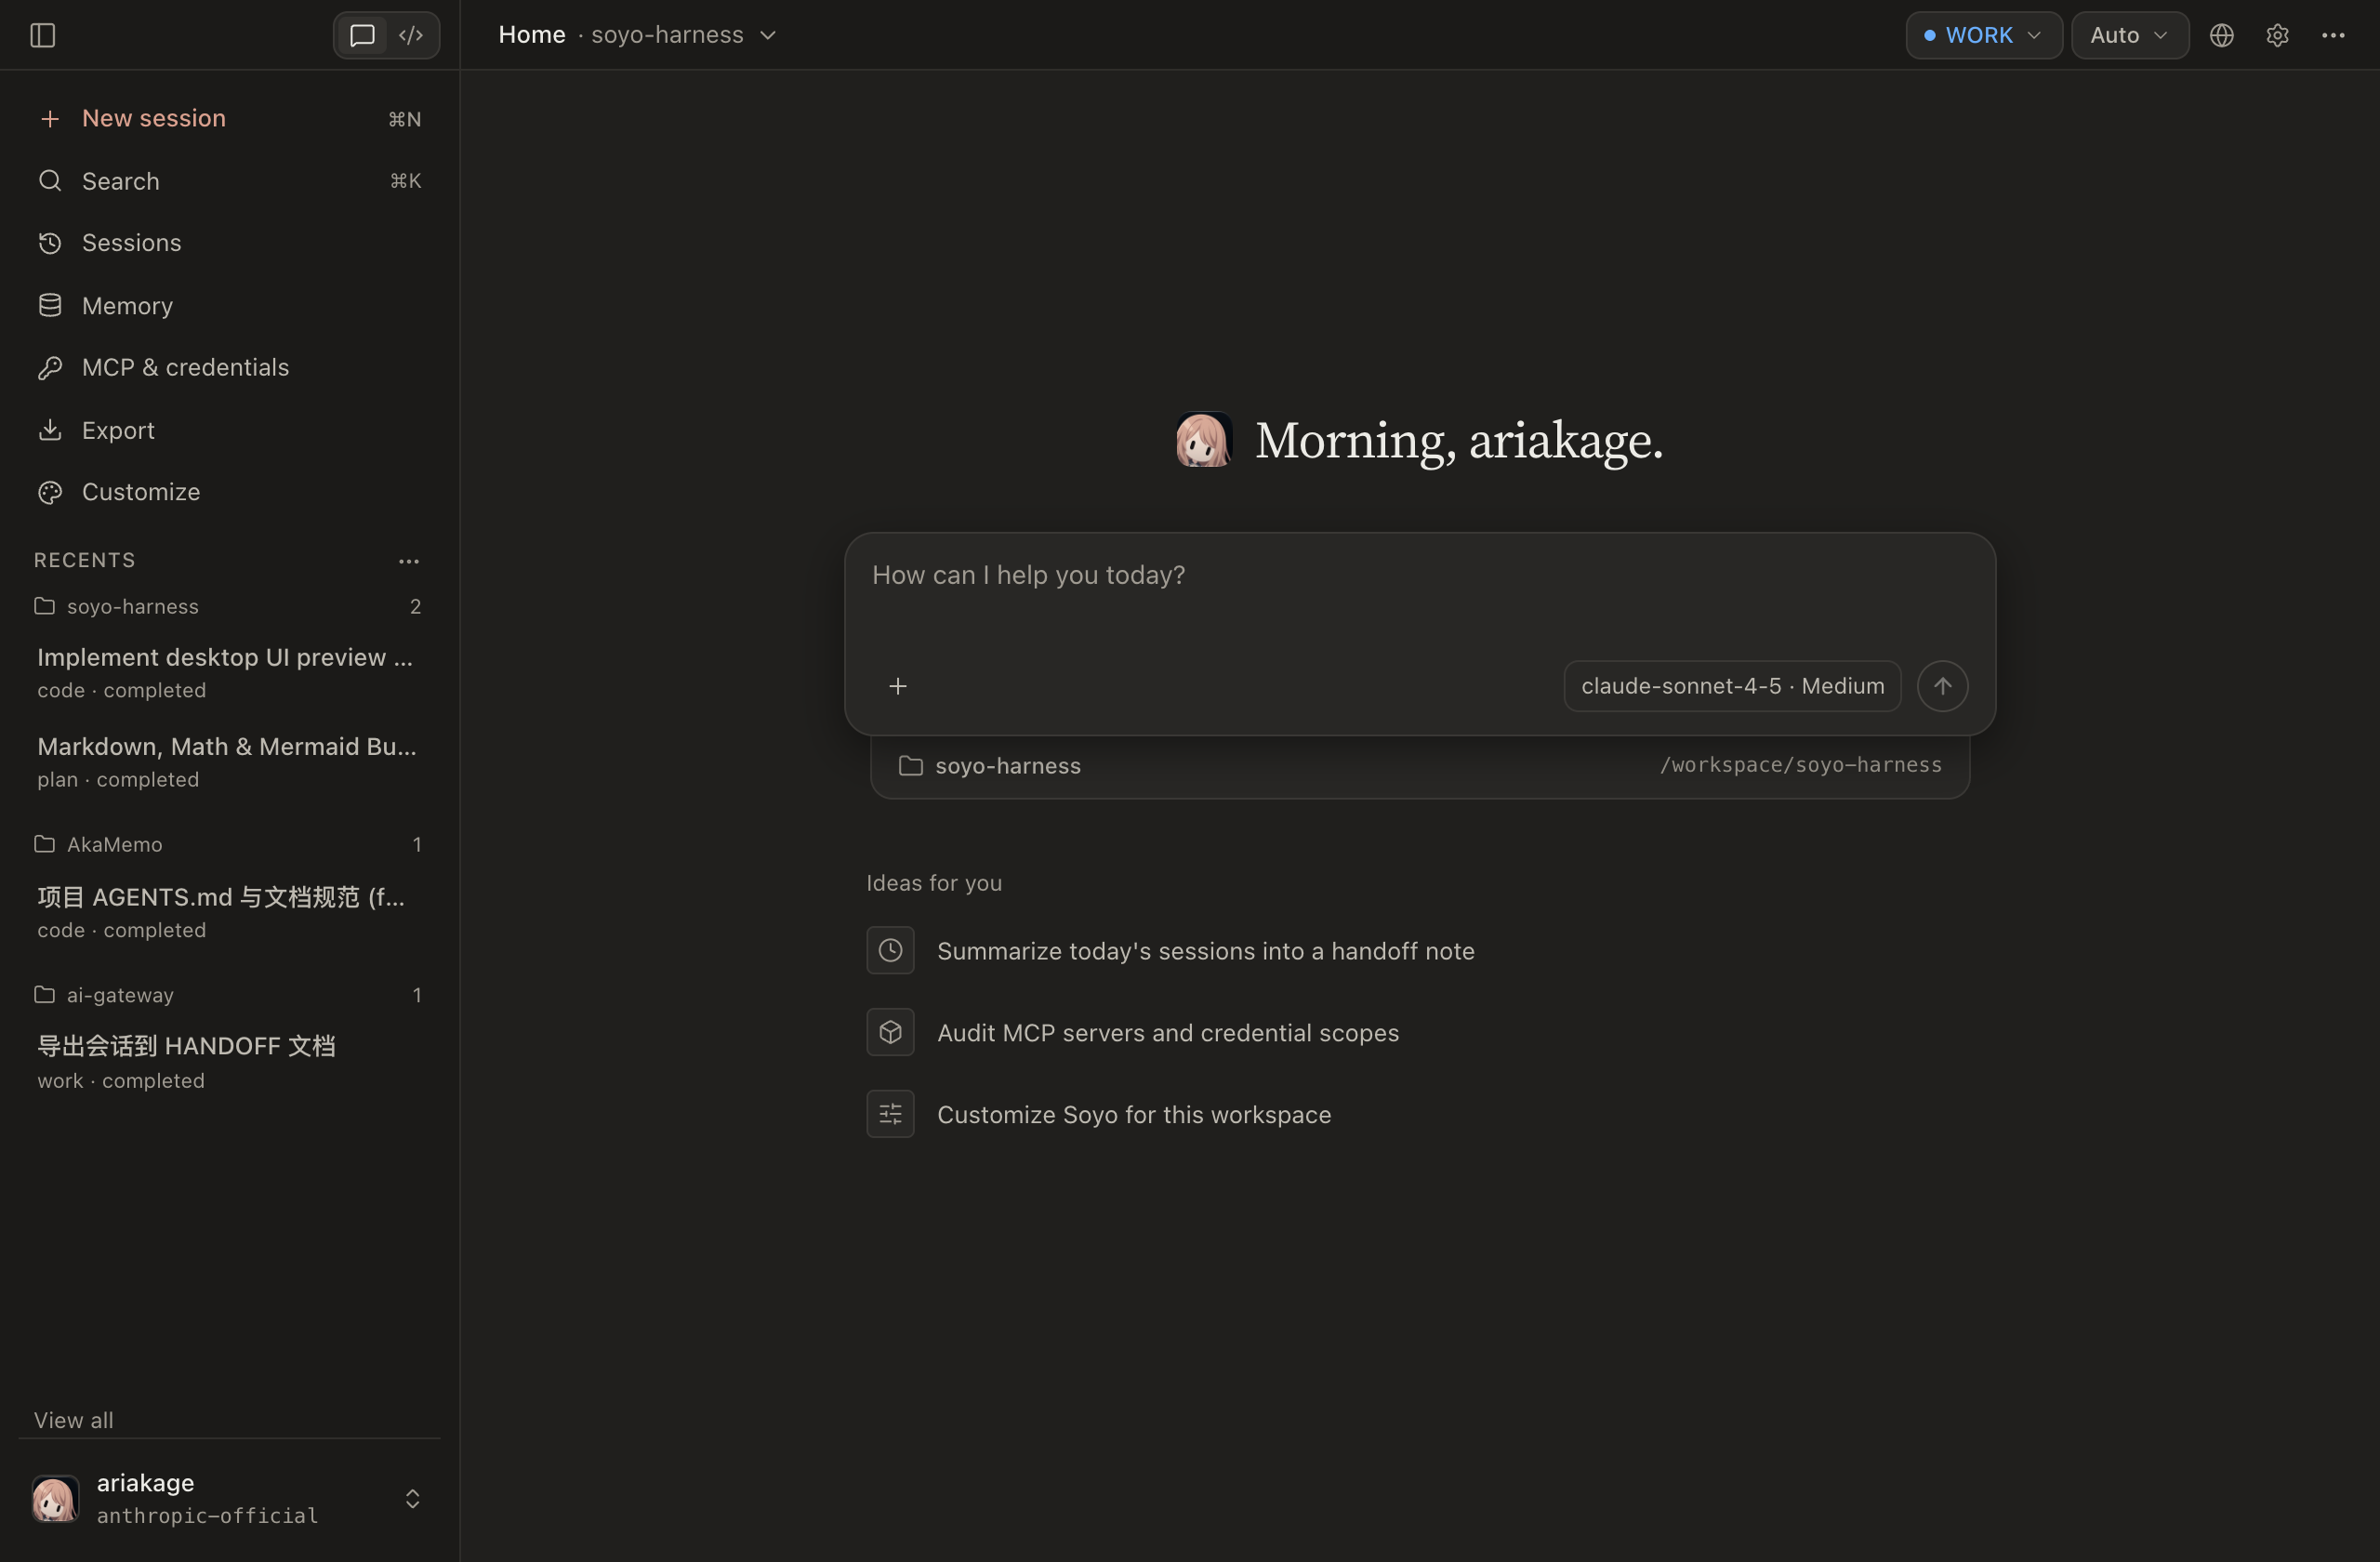 Home · soyo-harness
WORK
Auto
New session ⌘N
Search ⌘K
Sessions
Memory
MCP & credentials
Export
Customize
RECENTS
soyo-harness 2
Implement desktop UI preview ...
code · completed
Markdown, Math & Mermaid Bu...
plan · completed
AkaMemo 1
项目 AGENTS.md 与文档规范 (f...
code · completed
ai-gateway 1
导出会话到 HANDOFF 文档
work · completed
View all
ariakage
anthropic-official
Morning, ariakage.
How can I help you today?
claude-sonnet-4-5 · Medium
soyo-harness /workspace/soyo-harness
Ideas for you
Summarize today's sessions into a handoff note
Audit MCP servers and credential scopes
Customize Soyo for this workspace